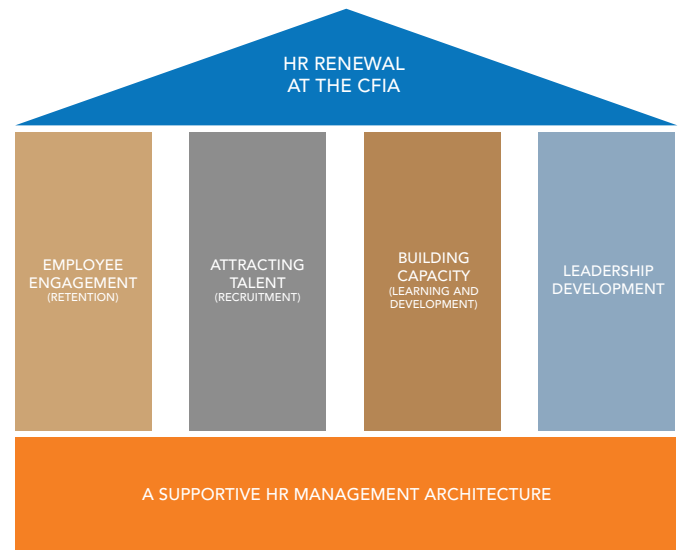 HR RENEWAL
AT THE CFIA
EMPLOYEE
ENGAGEMENT
(RETENTION)
ATTRACTING
TALENT
(RECRUITMENT)
BUILDING
CAPACITY
(LEARNING AND
DEVELOPMENT)
LEADERSHIP
DEVELOPMENT
A SUPPORTIVE HR MANAGEMENT ARCHITECTURE